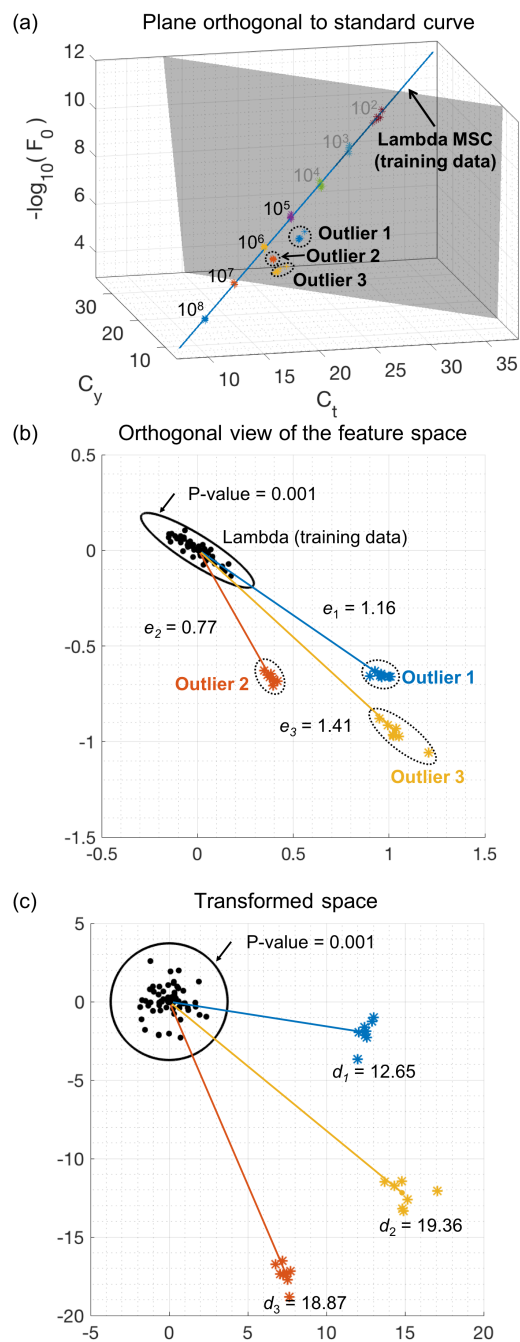 (a) Plane orthogonal to standard curve
12
10
8
6
4
-log10(F0)
10²
10³
10⁴
10⁵
10⁶
10⁷
10⁸
Lambda MSC
(training data)
Outlier 1
Outlier 2
Outlier 3
30
20
10
Cy
10 15 20 25 30 35
Ct
(b) Orthogonal view of the feature space
0.5
0
-0.5
-1
-1.5
P-value = 0.001
Lambda (training data)
e1 = 1.16
e2 = 0.77
Outlier 2
Outlier 1
e3 = 1.41
Outlier 3
-0.5 0 0.5 1 1.5
(c) Transformed space
5
0
-5
-10
-15
-20
P-value = 0.001
d1 = 12.65
d2 = 19.36
d3 = 18.87
-5 0 5 10 15 20